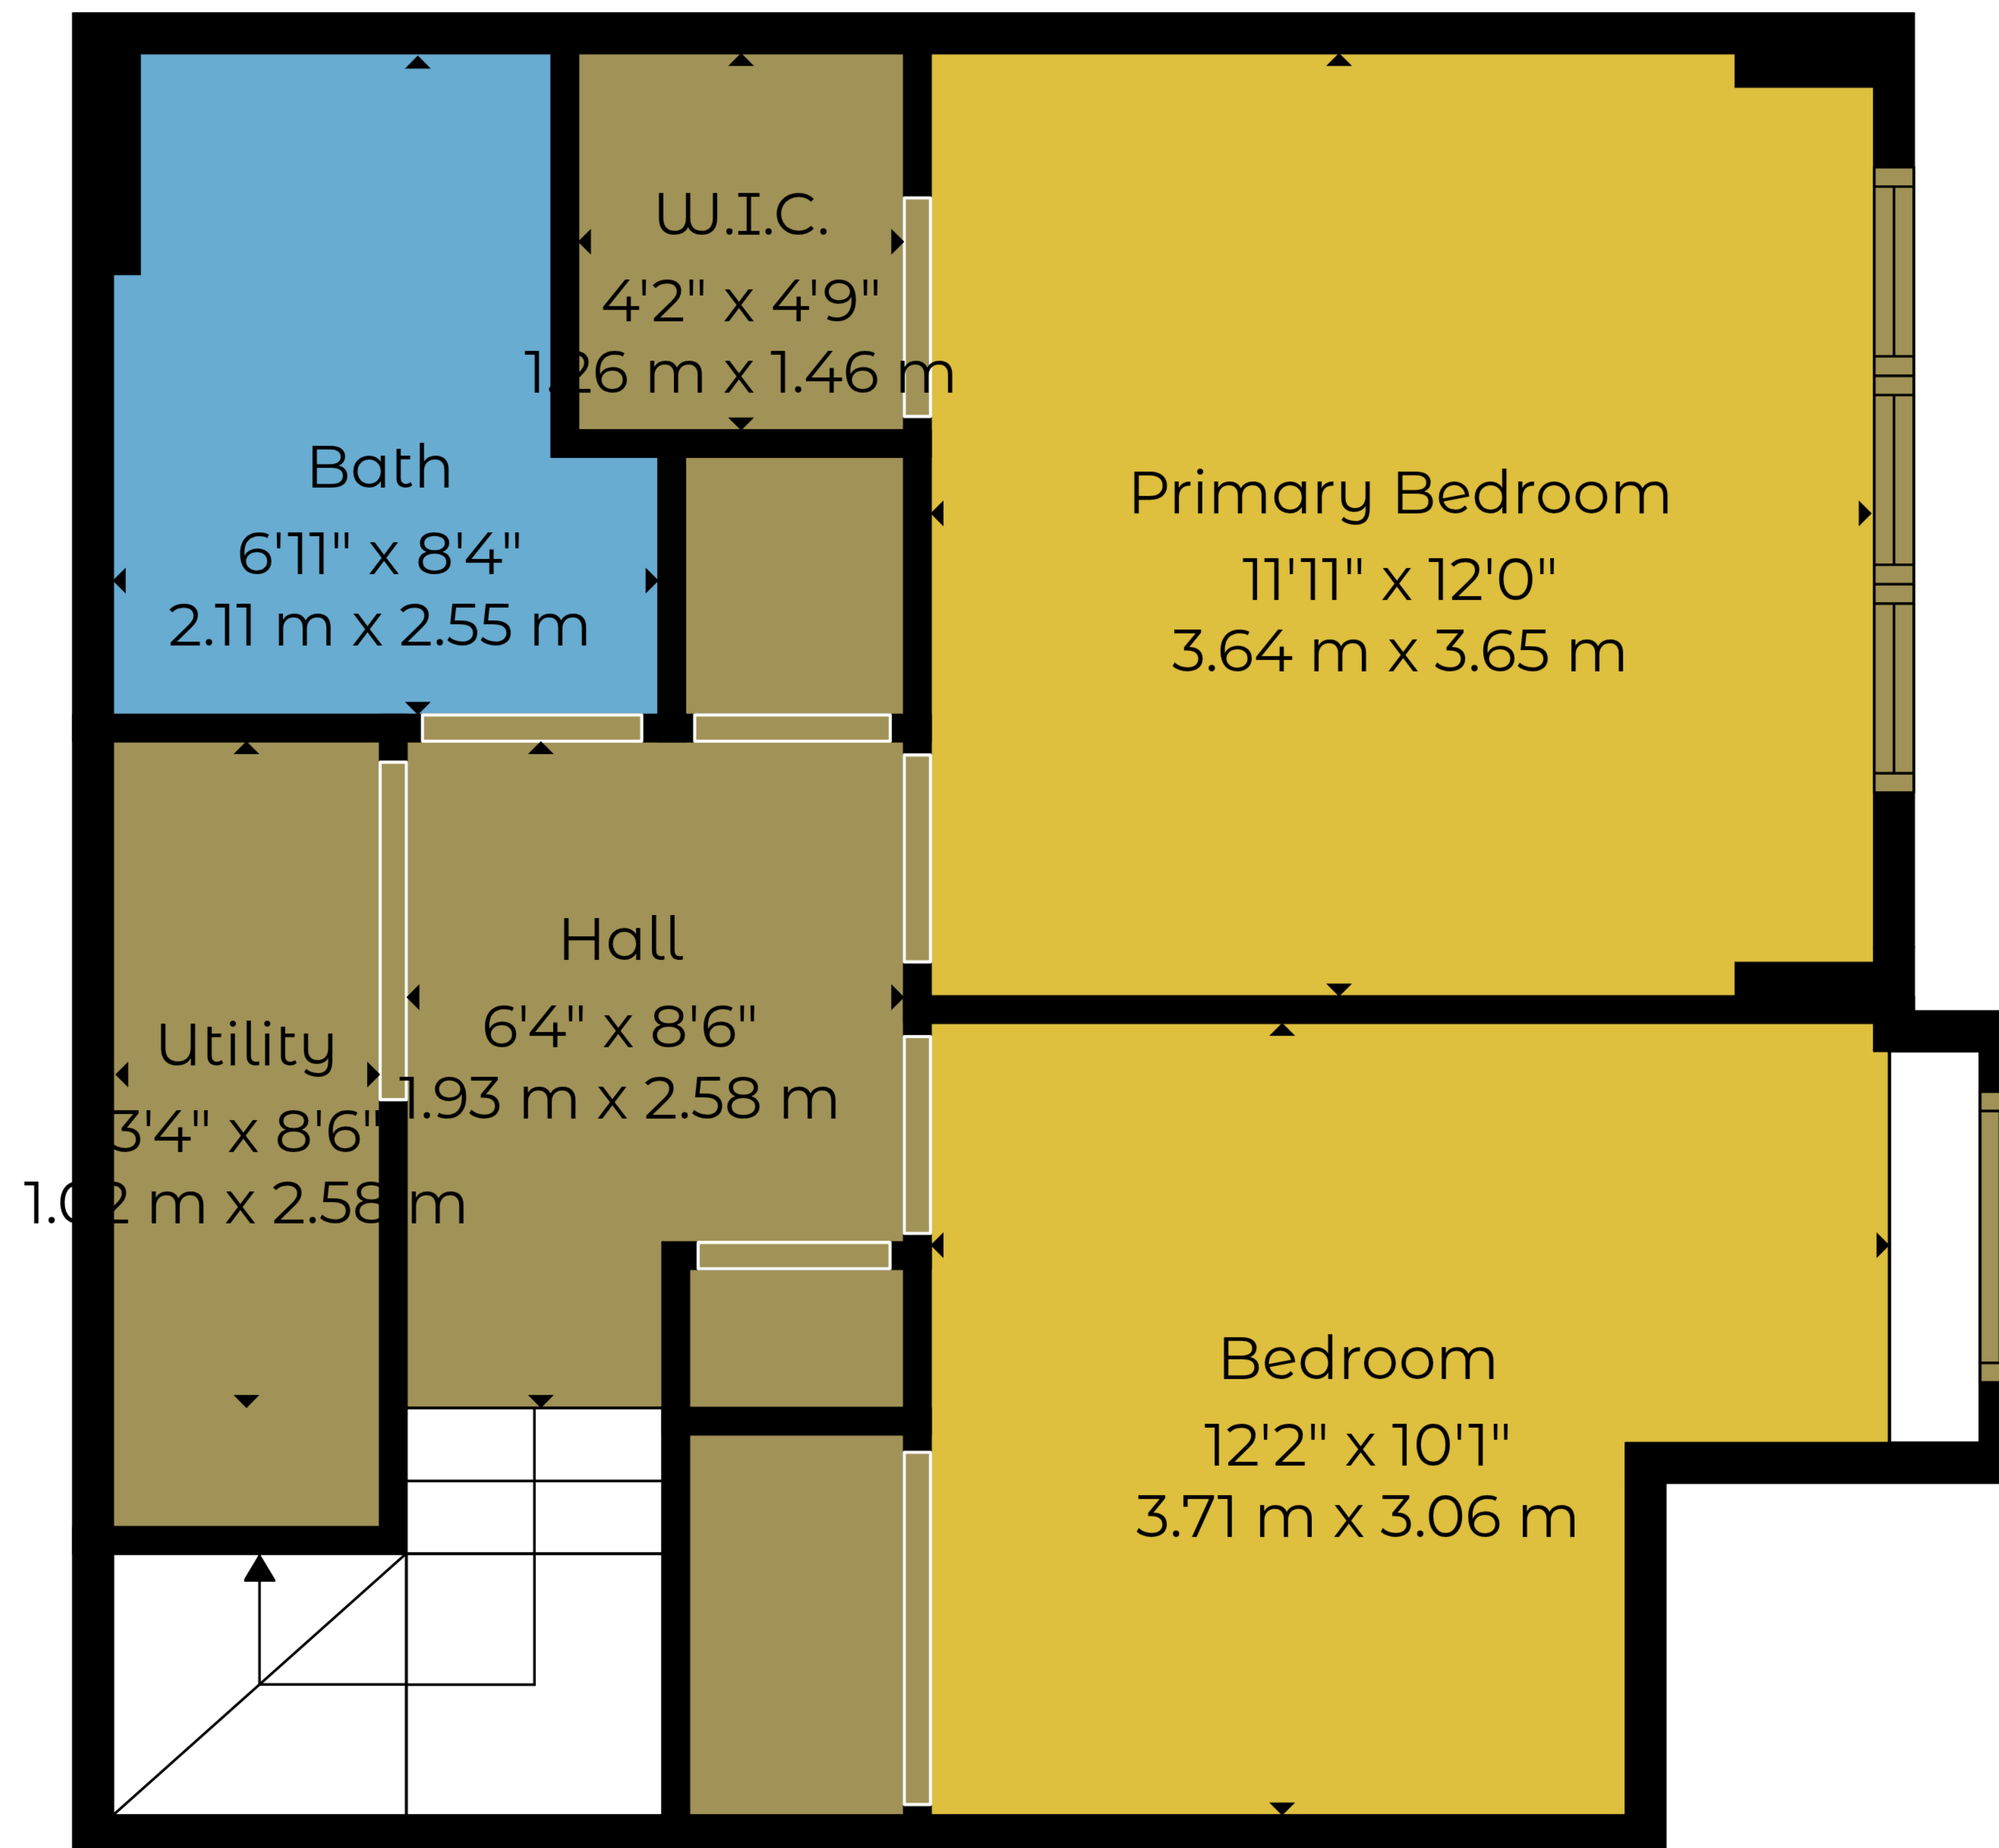 W.I.C.
4'2" x 4'9"
1.26 m x 1.46 m
Bath
6'11" x 8'4"
2.11 m x 2.55 m
Primary Bedroom
11'11" x 12'0"
3.64 m x 3.65 m
Hall
6'4" x 8'6"
1.93 m x 2.58 m
Utility
3'4" x 8'6"
1.02 m x 2.58 m
Bedroom
12'2" x 10'1"
3.71 m x 3.06 m